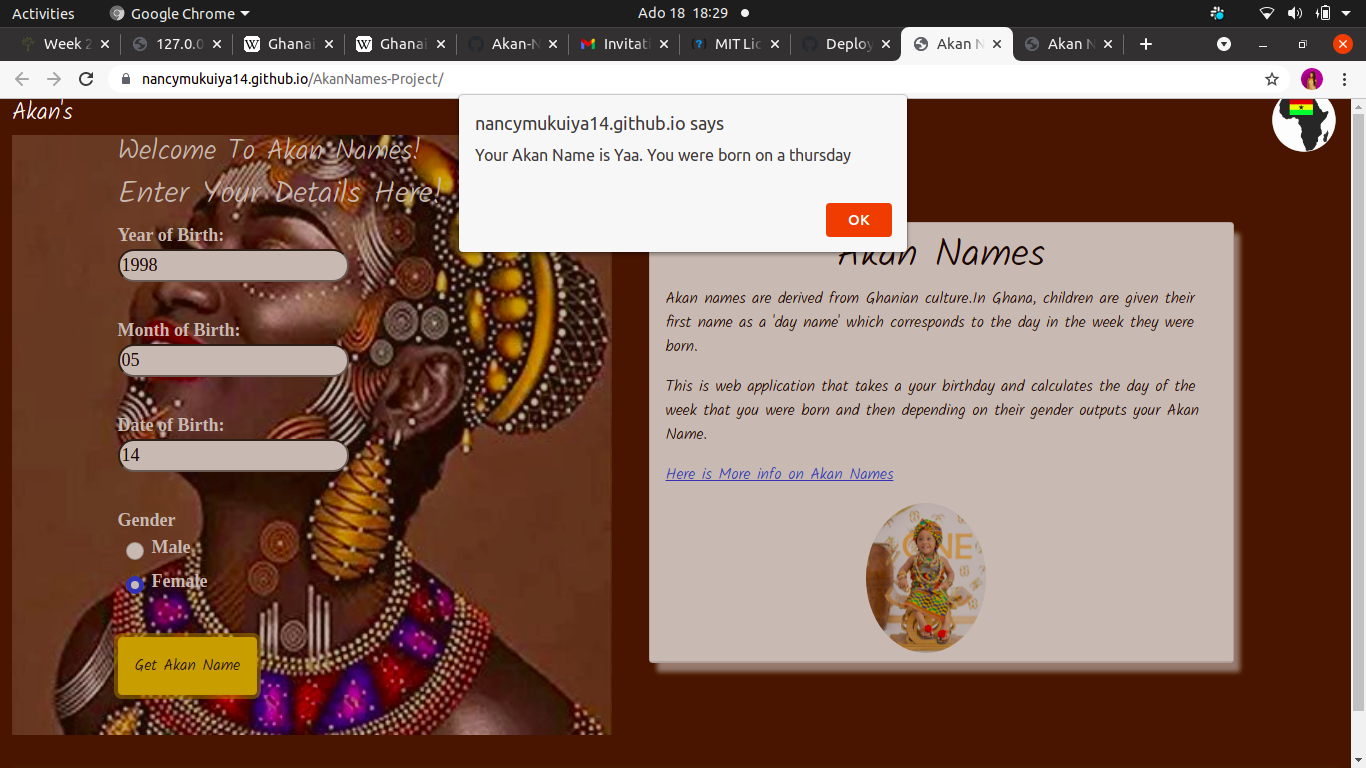 Activities
Google Chrome
Ado 18 18:29
Week 2
127.0.0
Ghanai
Ghanai
Akan-N
Invitati
MIT Lic
Deploy
Akan N
Akan N
nancymukuiya14.github.io/AkanNames-Project/
Akan's
nancymukuiya14.github.io says
Your Akan Name is Yaa. You were born on a thursday
OK
Welcome To Akan Names!
Enter Your Details Here!
Year of Birth:
1998
Month of Birth:
05
Date of Birth:
14
Gender
Male
Female
Get Akan Name
Akan Names
Akan names are derived from Ghanian culture.In Ghana, children are given their
first name as a 'day name' which corresponds to the day in the week they were
born.
This is web application that takes a your birthday and calculates the day of the
week that you were born and then depending on their gender outputs your Akan
Name.
Here is More info on Akan Names
ONE